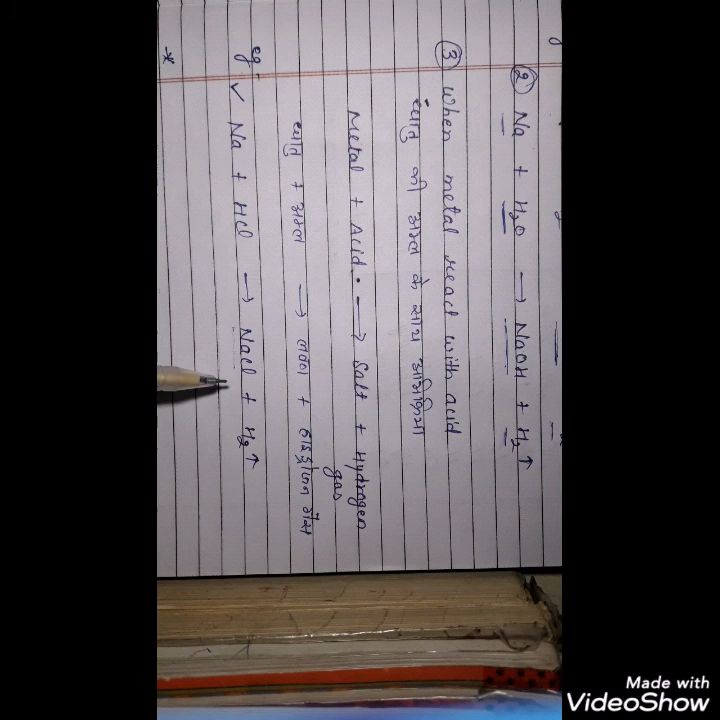 ② Na + H2O → NaOH + H2↑
③ When metal react with acid
धातु की अम्ल के साथ अभिक्रिया
Metal + Acid → Salt + Hydrogen
gas
धातु + अम्ल → लवण + हाइड्रोजन गैस
eg- ✓ Na + HCl → NaCl + H2↑
*
Made with
VideoShow